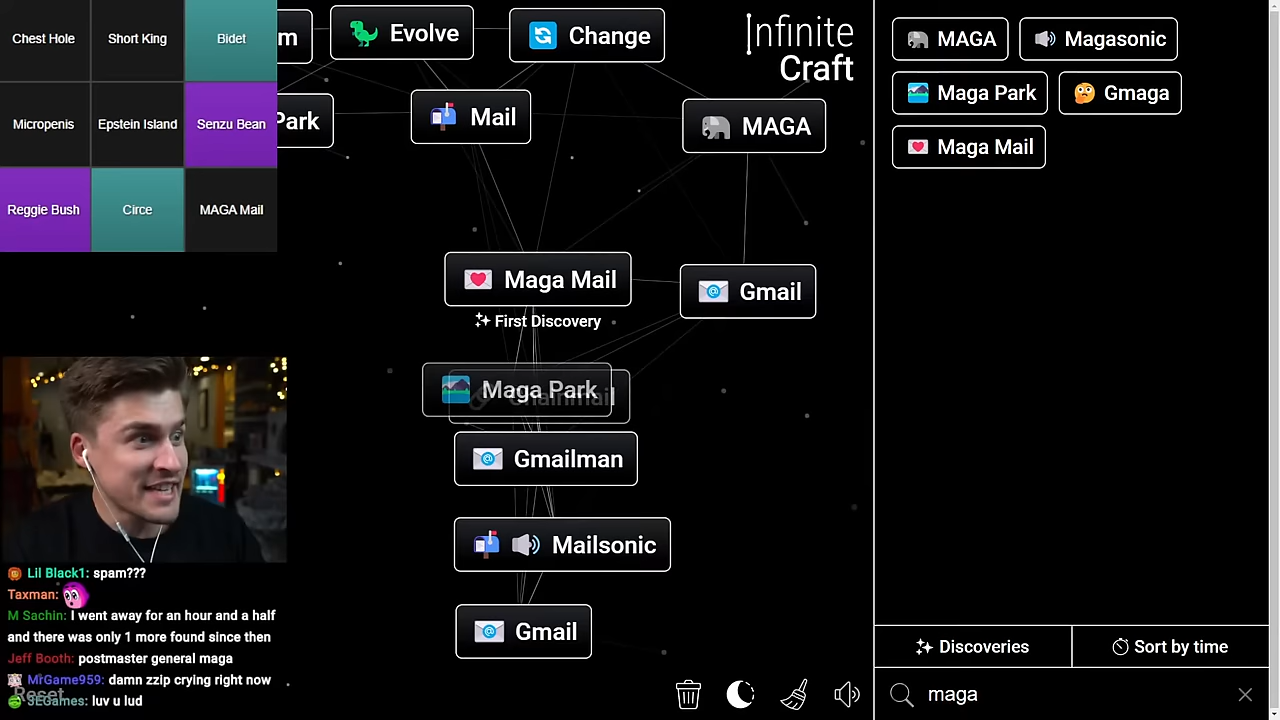 Chest Hole
Short King
Bidet
Micropenis
Epstein Island
Senzu Bean
Reggie Bush
Circe
MAGA Mail
m
Evolve
Change
Park
Mail
MAGA
Infinite
Craft
Maga Mail
First Discovery
Gmail
Maga Park
Chainmail
Gmailman
Mailsonic
Gmail
MAGA
Magasonic
Maga Park
Gmaga
Maga Mail
Discoveries
Sort by time
maga
Lil Black1: spam???
Taxman:
M Sachin: I went away for an hour and a half
and there was only 1 more found since then
Jeff Booth: postmaster general maga
MrGame959: damn zzip crying right now
Reset
JEGames: luv u lud